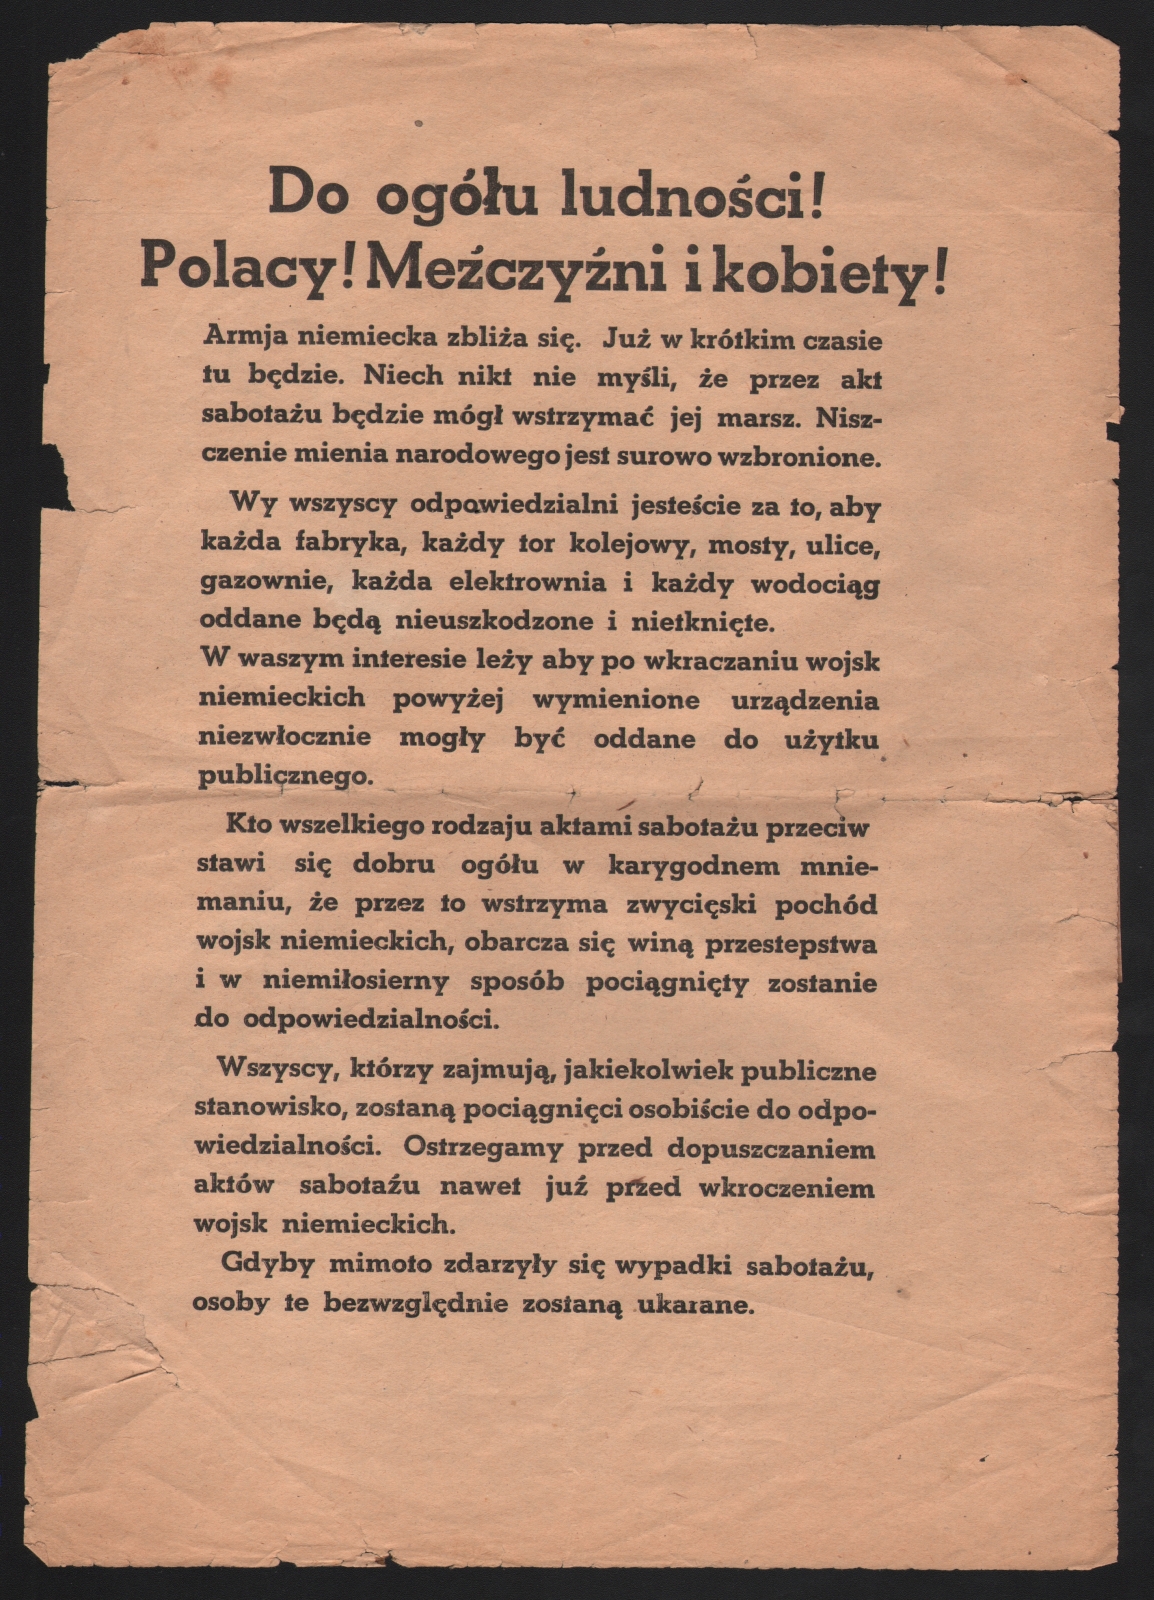 Do ogółu ludności!
Polacy! Meźczyźni i kobiety!
Armja niemiecka zbliża się. Już w krótkim czasie
tu będzie. Niech nikt nie myśli, że przez akt
sabotażu będzie mógł wstrzymać jej marsz. Nisz-
czenie mienia narodowego jest surowo wzbronione.
Wy wszyscy odpowiedzialni jesteście za to, aby
każda fabryka, każdy tor kolejowy, mosty, ulice,
gazownie, każda elektrownia i każdy wodociąg
oddane będą nieuszkodzone i nietknięte.
W waszym interesie leży aby po wkraczaniu wojsk
niemieckich powyżej wymienione urządzenia
niezwłocznie mogły być oddane do użytku
publicznego.
Kto wszelkiego rodzaju aktami sabotażu przeciw
stawi się dobru ogółu w karygodnem mnie-
maniu, że przez to wstrzyma zwycięski pochód
wojsk niemieckich, obarcza się winą przestepstwa
i w niemiłosierny sposób pociągnięty zostanie
do odpowiedzialności.
Wszyscy, którzy zajmują, jakiekolwiek publiczne
stanowisko, zostaną pociągnięci osobiście do odpo-
wiedzialności. Ostrzegamy przed dopuszczaniem
aktów sabotaźu nawet juź przed wkroczeniem
wojsk niemieckich.
Gdyby mimoto zdarzyły się wypadki sabotażu,
osoby te bezwzględnie zostaną ukarane.